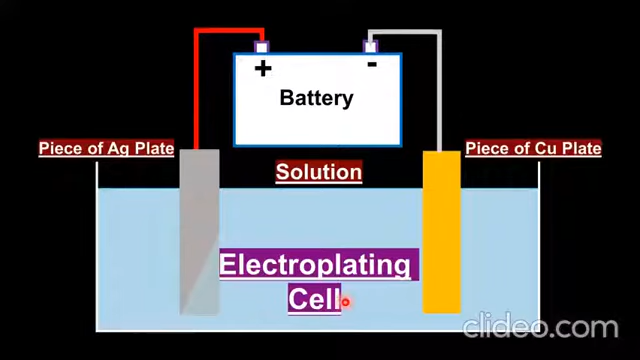 + -
Battery
Piece of Ag Plate
Piece of Cu Plate
Solution
Electroplating
Cell
clideo.com